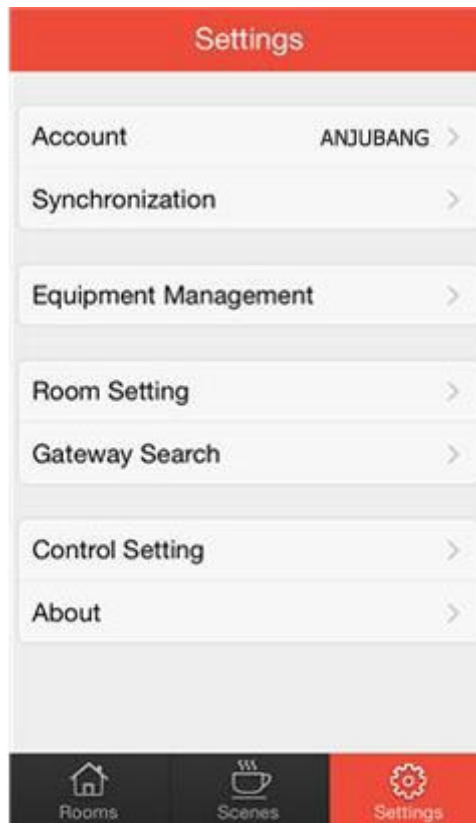 Settings
Account ANJUBANG
Synchronization
Equipment Management
Room Setting
Gateway Search
Control Setting
About
Rooms Scenes Settings